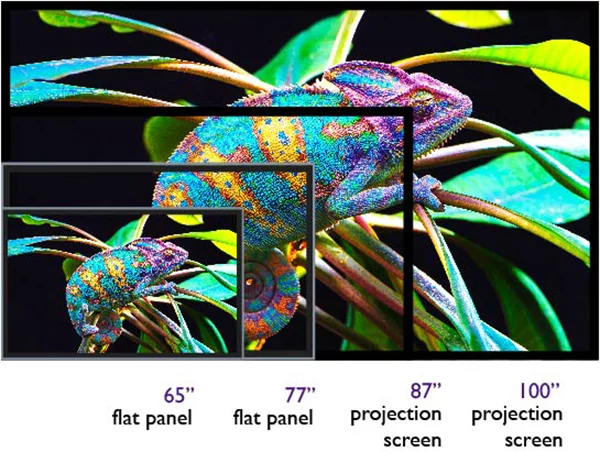 65”
flat panel
77”
flat panel
87”
projection
screen
100”
projection
screen